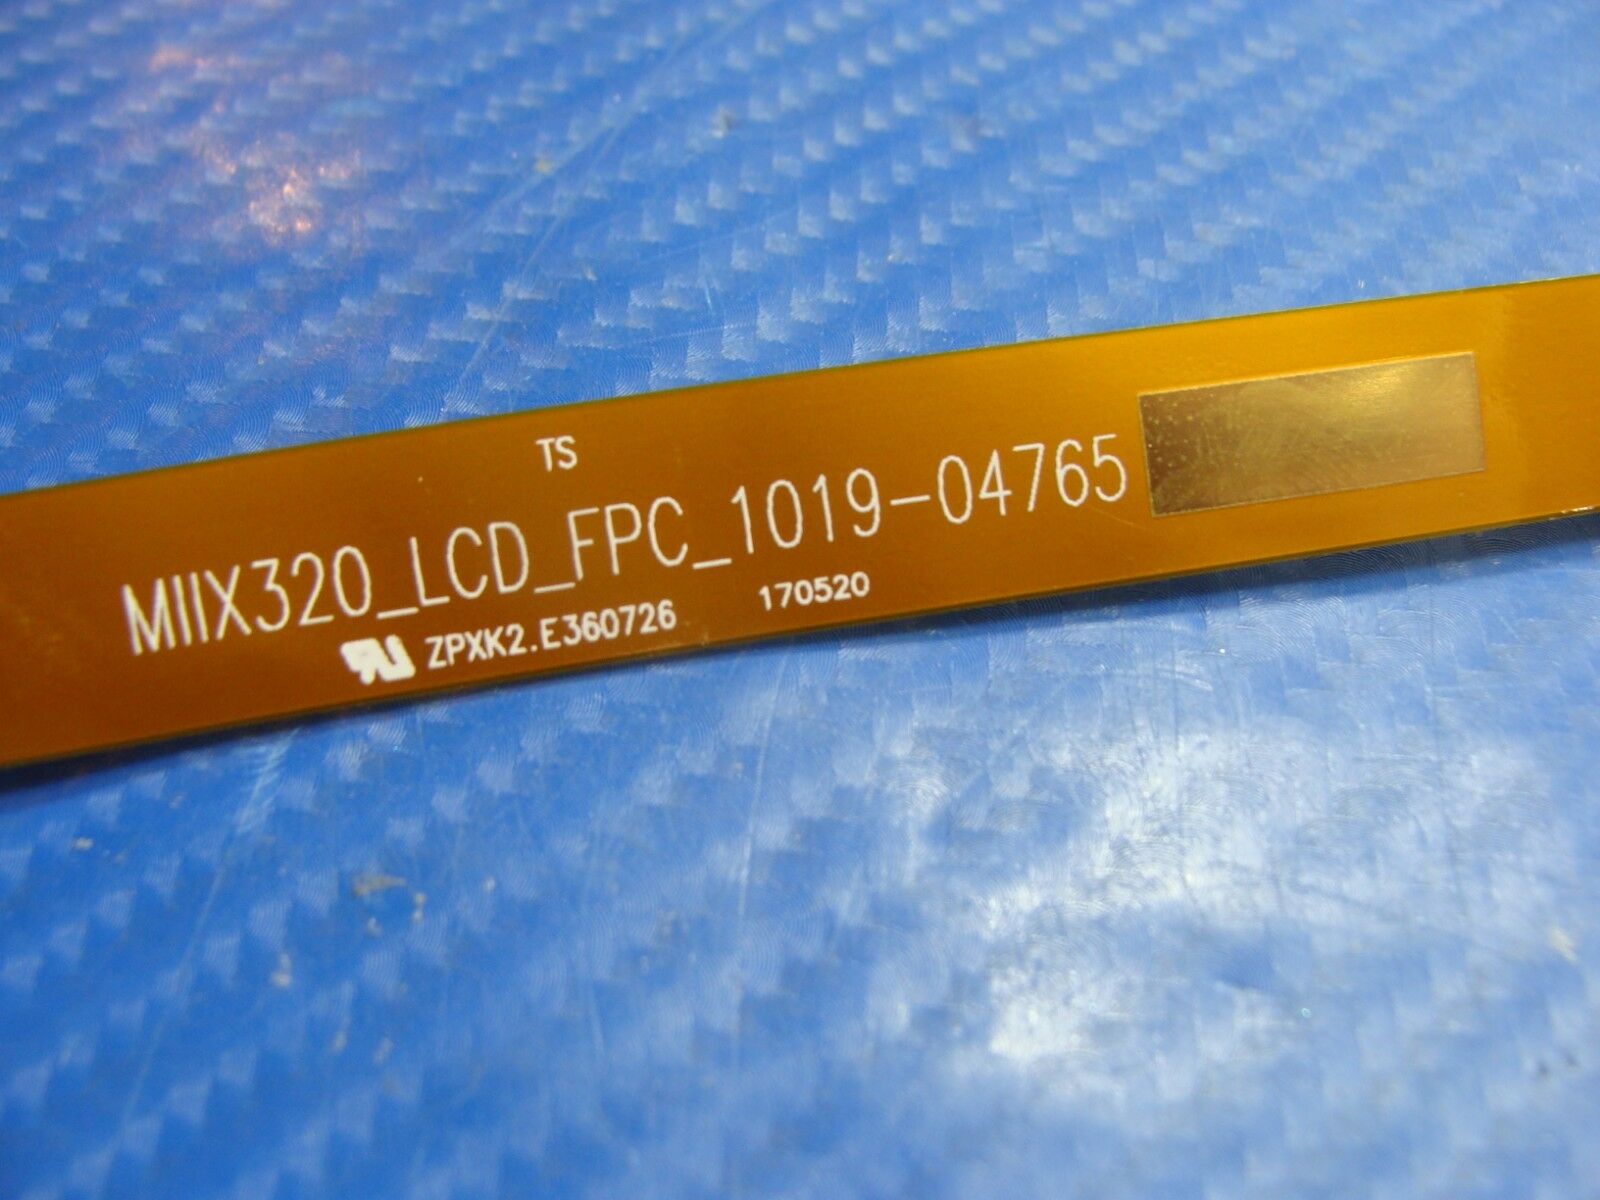 TS
MIIX320_LCD_FPC_1019-04765
ZPXK2.E360726 170520